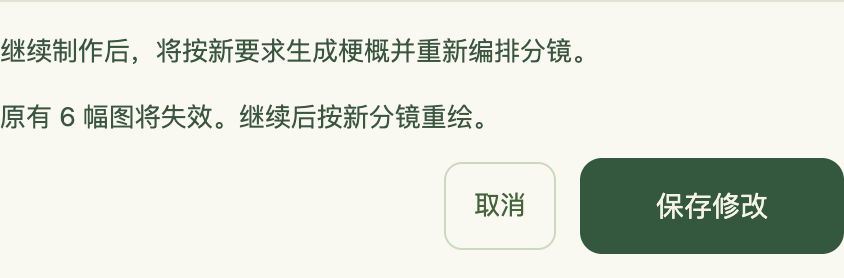 继续制作后，将按新要求生成梗概并重新编排分镜。
原有 6 幅图将失效。继续后按新分镜重绘。
取消
保存修改